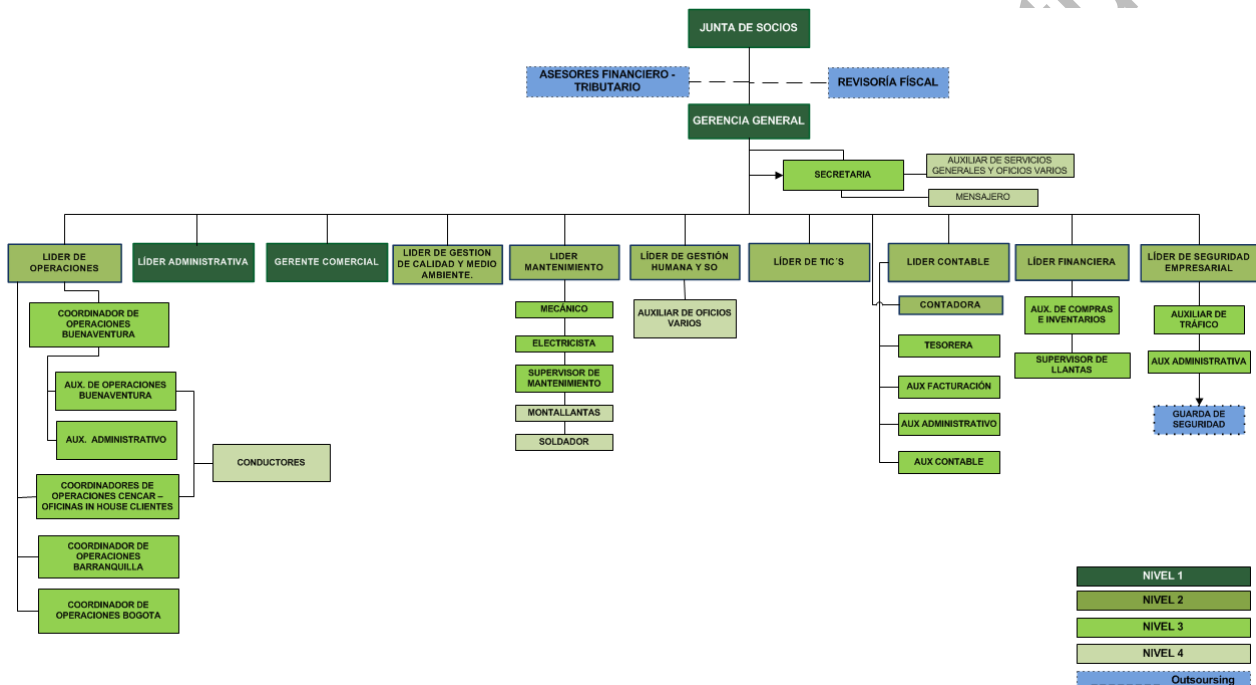 JUNTA DE SOCIOS
ASESORES FINANCIERO -
TRIBUTARIO
REVISORÍA FÍSCAL
GERENCIA GENERAL
SECRETARIA
AUXILIAR DE SERVICIOS
GENERALES Y OFICIOS VARIOS
MENSAJERO
LIDER DE
OPERACIONES
LÍDER ADMINISTRATIVA
GERENTE COMERCIAL
LIDER DE GESTION
DE CALIDAD Y MEDIO
AMBIENTE.
LIDER
MANTENIMIENTO
LÍDER DE GESTIÓN
HUMANA Y SO
LÍDER DE TIC´S
LIDER CONTABLE
LÍDER FINANCIERA
LÍDER DE SEGURIDAD
EMPRESARIAL
COORDINADOR DE
OPERACIONES
BUENAVENTURA
AUX. DE OPERACIONES
BUENAVENTURA
AUX. ADMINISTRATIVO
CONDUCTORES
COORDINADORES DE
OPERACIONES CENCAR –
OFICINAS IN HOUSE CLIENTES
COORDINADOR DE
OPERACIONES
BARRANQUILLA
COORDINADOR DE
OPERACIONES BOGOTA
MECÁNICO
ELECTRICISTA
SUPERVISOR DE
MANTENIMIENTO
MONTALLANTAS
SOLDADOR
AUXILIAR DE OFICIOS
VARIOS
CONTADORA
TESORERA
AUX FACTURACIÓN
AUX ADMINISTRATIVO
AUX CONTABLE
AUX. DE COMPRAS
E INVENTARIOS
SUPERVISOR DE
LLANTAS
AUXILIAR DE
TRÁFICO
AUX ADMINISTRATIVA
GUARDA DE
SEGURIDAD
NIVEL 1
NIVEL 2
NIVEL 3
NIVEL 4
Outsoursing